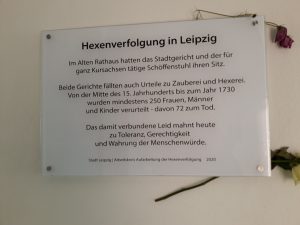 Hexenverfolgung in Leipzig
Im Alten Rathaus hatten das Stadtgericht und der für
ganz Kursachsen tätige Schöffenstuhl ihren Sitz.
Beide Gerichte fällten auch Urteile zu Zauberei und Hexerei.
Von der Mitte des 15. Jahrhunderts bis zum Jahr 1730
wurden mindestens 250 Frauen, Männer
und Kinder verurteilt - davon 72 zum Tod.
Das damit verbundene Leid mahnt heute
zu Toleranz, Gerechtigkeit
und Wahrung der Menschenwürde.
Stadt Leipzig | Arbeitskreis Aufarbeitung der Hexenverfolgung 2020